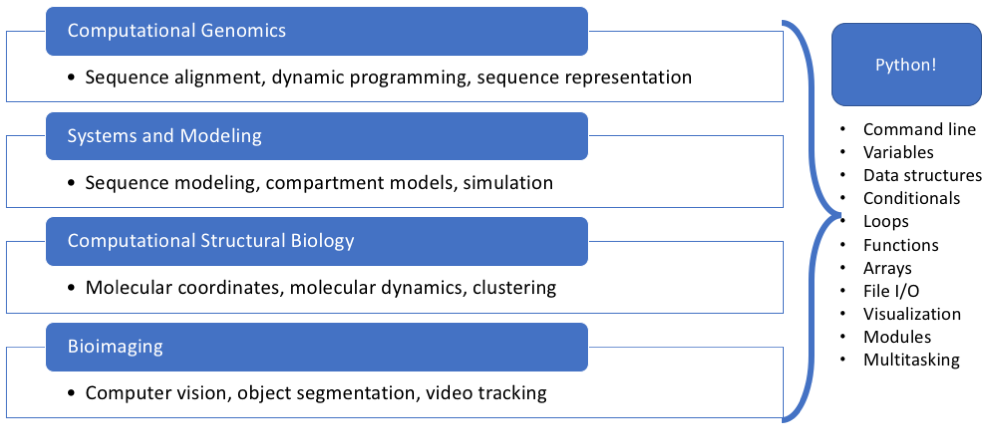 Computational Genomics
• Sequence alignment, dynamic programming, sequence representation
Systems and Modeling
• Sequence modeling, compartment models, simulation
Computational Structural Biology
• Molecular coordinates, molecular dynamics, clustering
Bioimaging
• Computer vision, object segmentation, video tracking
Python!
• Command line
• Variables
• Data structures
• Conditionals
• Loops
• Functions
• Arrays
• File I/O
• Visualization
• Modules
• Multitasking